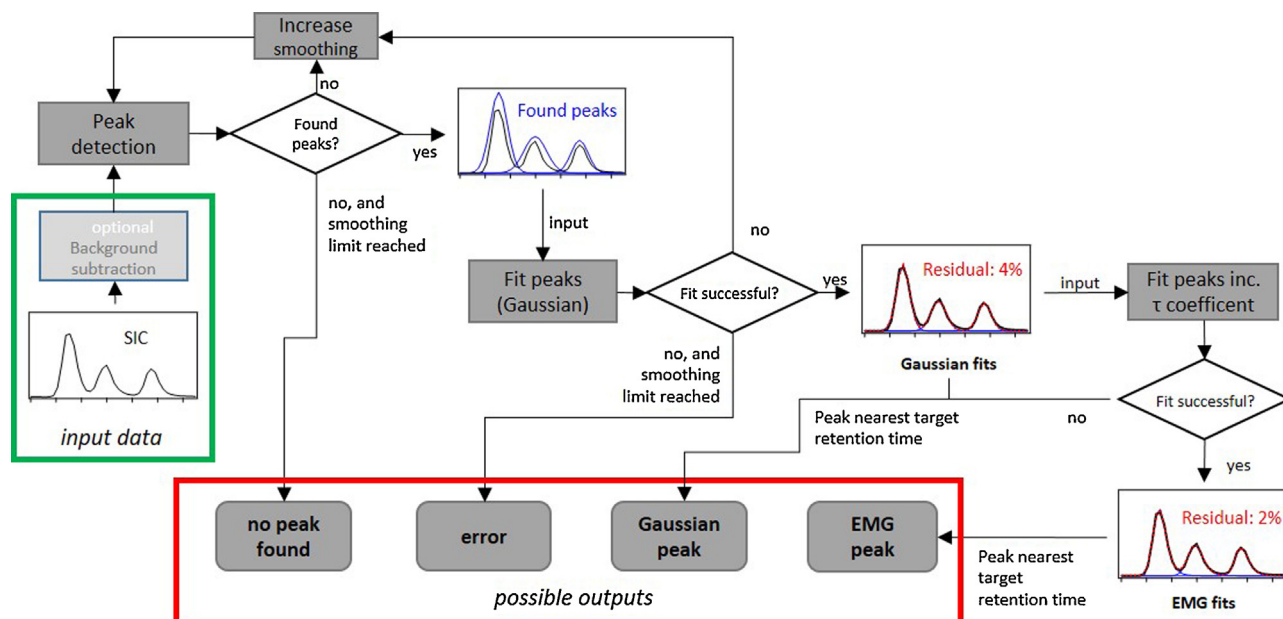 Increase
smoothing
no
Peak
detection
Found
peaks?
yes
Found peaks
no, and
smoothing
limit reached
optional
Background
subtraction
SIC
input data
input
Fit peaks
(Gaussian)
no
Fit successful?
yes
no, and
smoothing
limit reached
Residual: 4%
Gaussian fits
input
Fit peaks inc.
τ coefficent
Fit successful?
no
Peak nearest target
retention time
yes
Residual: 2%
EMG fits
Peak nearest
target
retention time
no peak
found
error
Gaussian
peak
EMG
peak
possible outputs